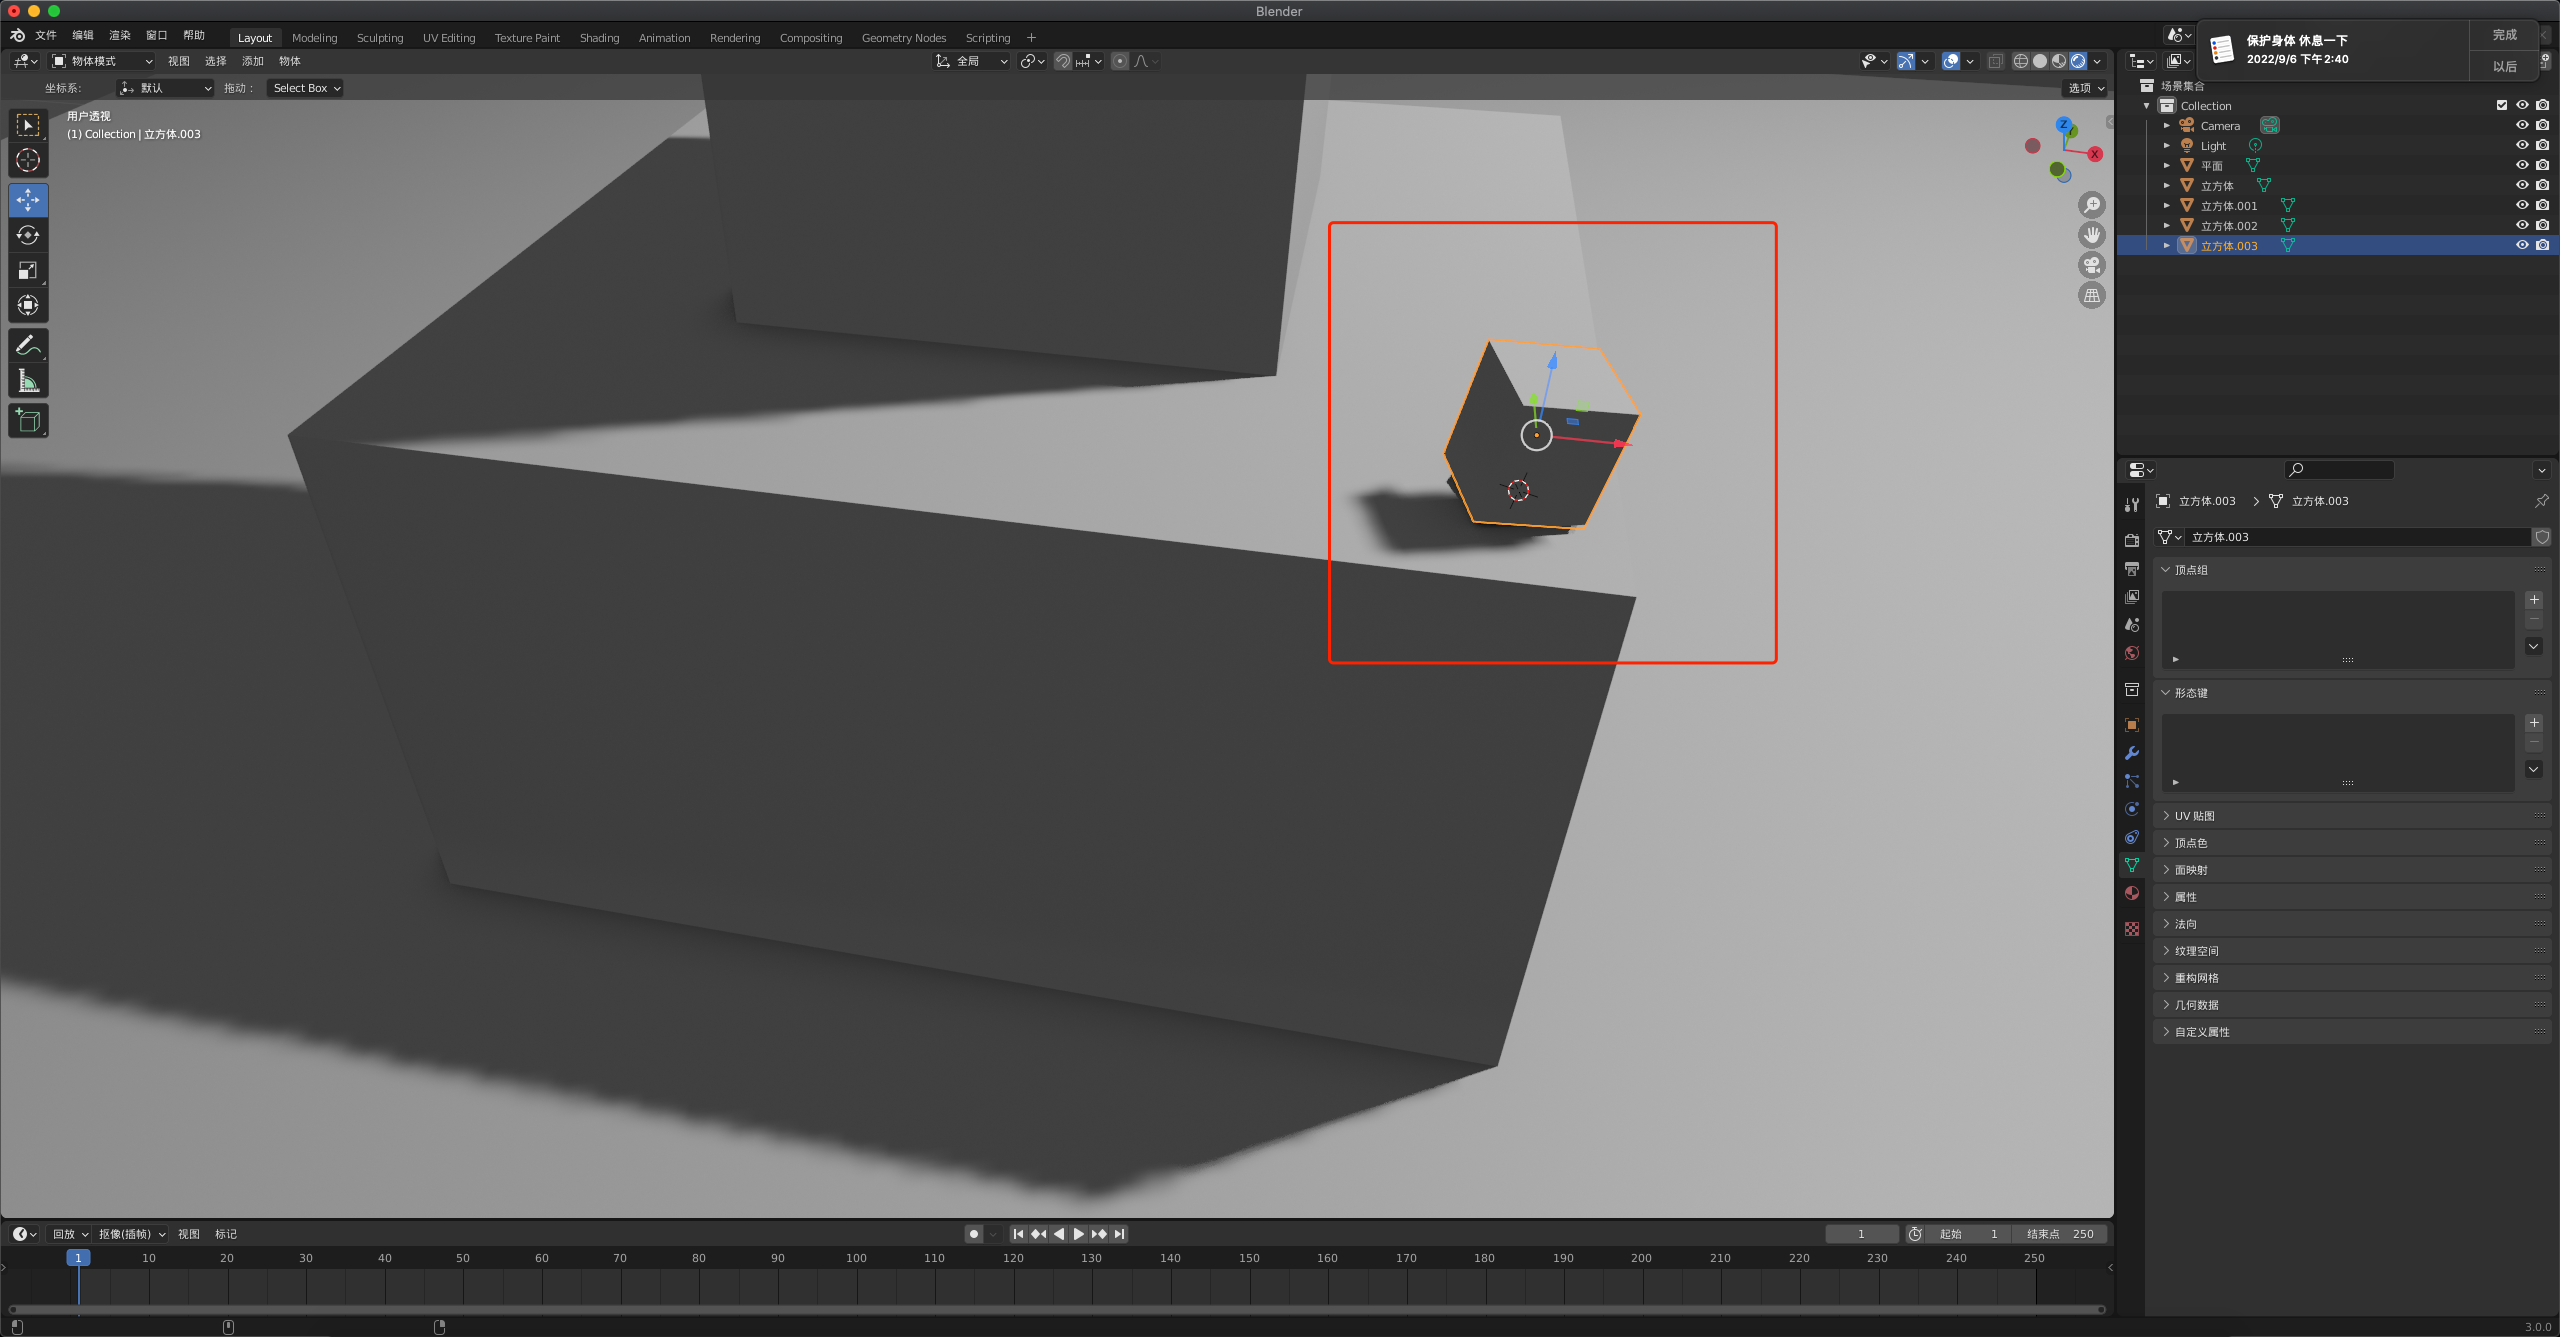 Blender
文件 编辑 渲染 窗口 帮助 Layout Modeling Sculpting UV Editing Texture Paint Shading Animation Rendering Compositing Geometry Nodes Scripting +
保护身体 休息一下 完成
2022/9/6 下午2:40 以后
物体模式 视图 选择 添加 物体 全局
坐标系: 默认 拖动: Select Box 选项
用户透视
(1) Collection | 立方体.003
Z
Y
X
场景集合
Collection
Camera
Light
平面
立方体
立方体.001
立方体.002
立方体.003
立方体.003 > 立方体.003
立方体.003
顶点组
形态键
UV 贴图
顶点色
面映射
属性
法向
纹理空间
重构网格
几何数据
自定义属性
回放 抠像(插帧) 视图 标记 1 起始 1 结束点 250
1 10 20 30 40 50 60 70 80 90 100 110 120 130 140 150 160 170 180 190 200 210 220 230 240 250
3.0.0